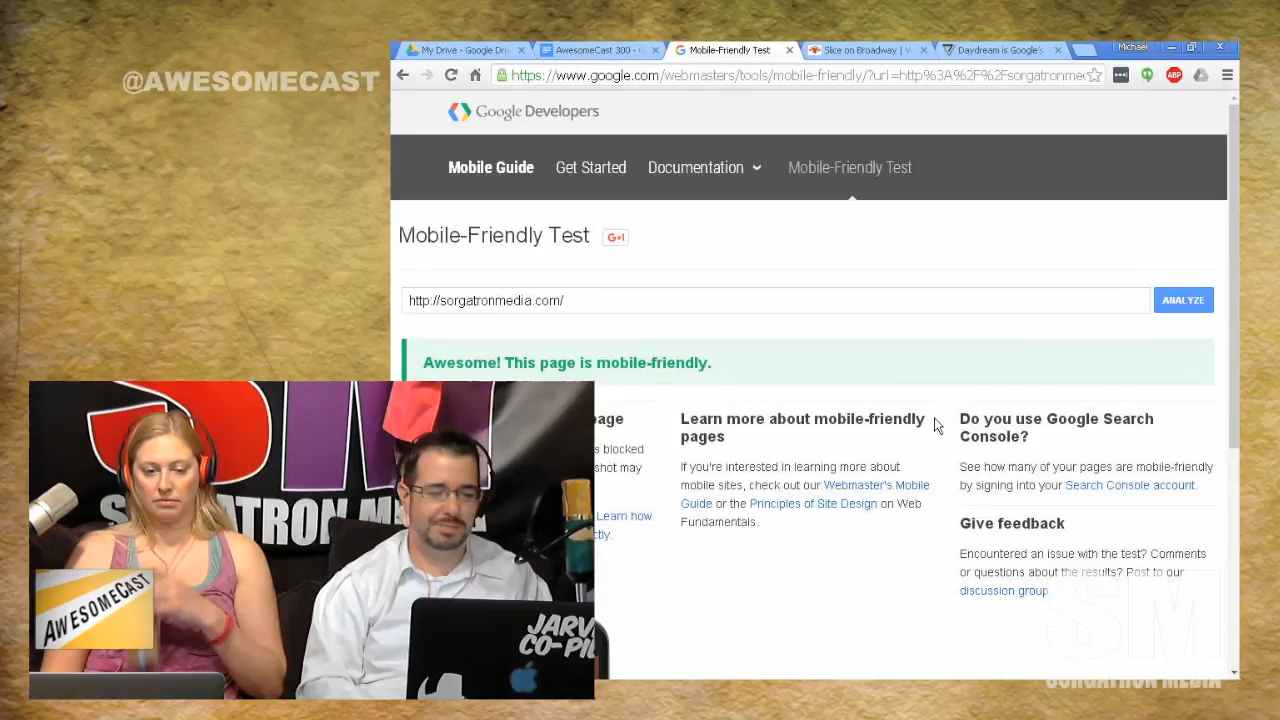 @AWESOMECAST
My Drive - Google Dri
AwesomeCast 300 - G
Mobile-Friendly Test
Slice on Broadway | V
Daydream is Google's
Michael
https://www.google.com/webmasters/tools/mobile-friendly/?url=http%3A%2F%2Fsorgatronme
ABP
Google Developers
Mobile Guide
Get Started
Documentation
Mobile-Friendly Test
Mobile-Friendly Test
G+1
http://sorgatronmedia.com/
ANALYZE
Awesome! This page is mobile-friendly.
page
s blocked
shot may
Learn how
ctly.
Learn more about mobile-friendly
pages
If you're interested in learning more about
mobile sites, check out our Webmaster's Mobile
Guide or the Principles of Site Design on Web
Fundamentals.
Do you use Google Search
Console?
See how many of your pages are mobile-friendly
by signing into your Search Console account.
Give feedback
Encountered an issue with the test? Comments
or questions about the results? Post to our
discussion group.
SORGATRON ME
AWESOMECAST
JARV
CO-PIL
SM
SORGATRON MEDIA